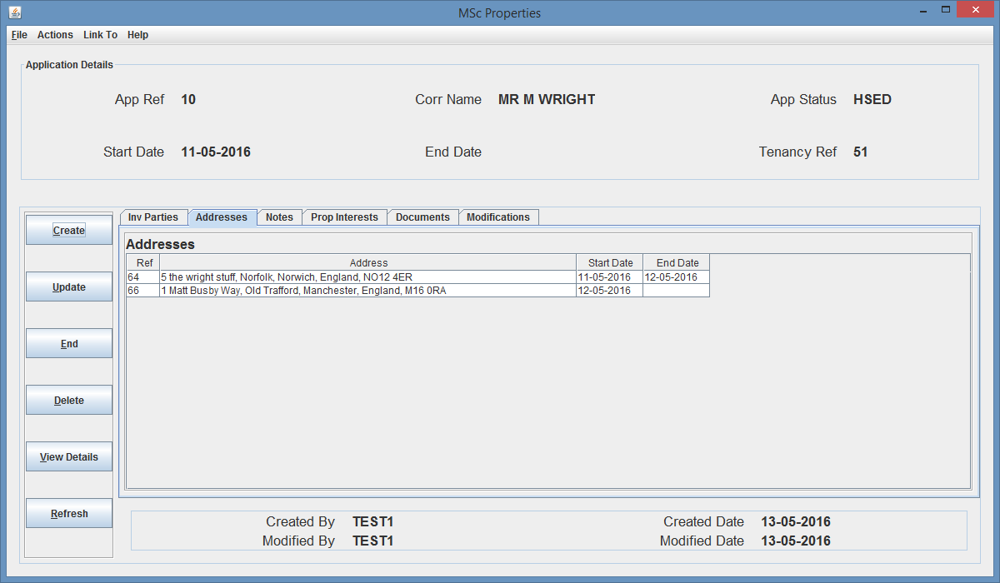 MSc Properties
File Actions Link To Help
Application Details
App Ref 10 Corr Name MR M WRIGHT App Status HSED
Start Date 11-05-2016 End Date Tenancy Ref 51
Create
Update
End
Delete
View Details
Refresh
Inv Parties Addresses Notes Prop Interests Documents Modifications
Addresses
Ref Address Start Date End Date
64 5 the wright stuff, Norfolk, Norwich, England, NO12 4ER 11-05-2016 12-05-2016
66 1 Matt Busby Way, Old Trafford, Manchester, England, M16 0RA 12-05-2016
Created By TEST1 Created Date 13-05-2016
Modified By TEST1 Modified Date 13-05-2016